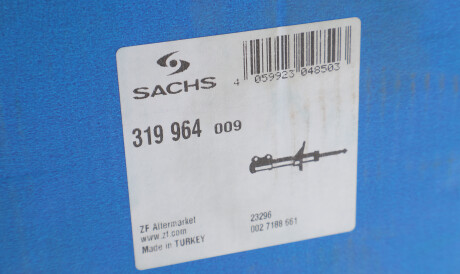 SACHS
4 059923 048503
319 964 009
ZF Aftermarket
www.zf.com
Made in TURKEY
23296
002 7188 661